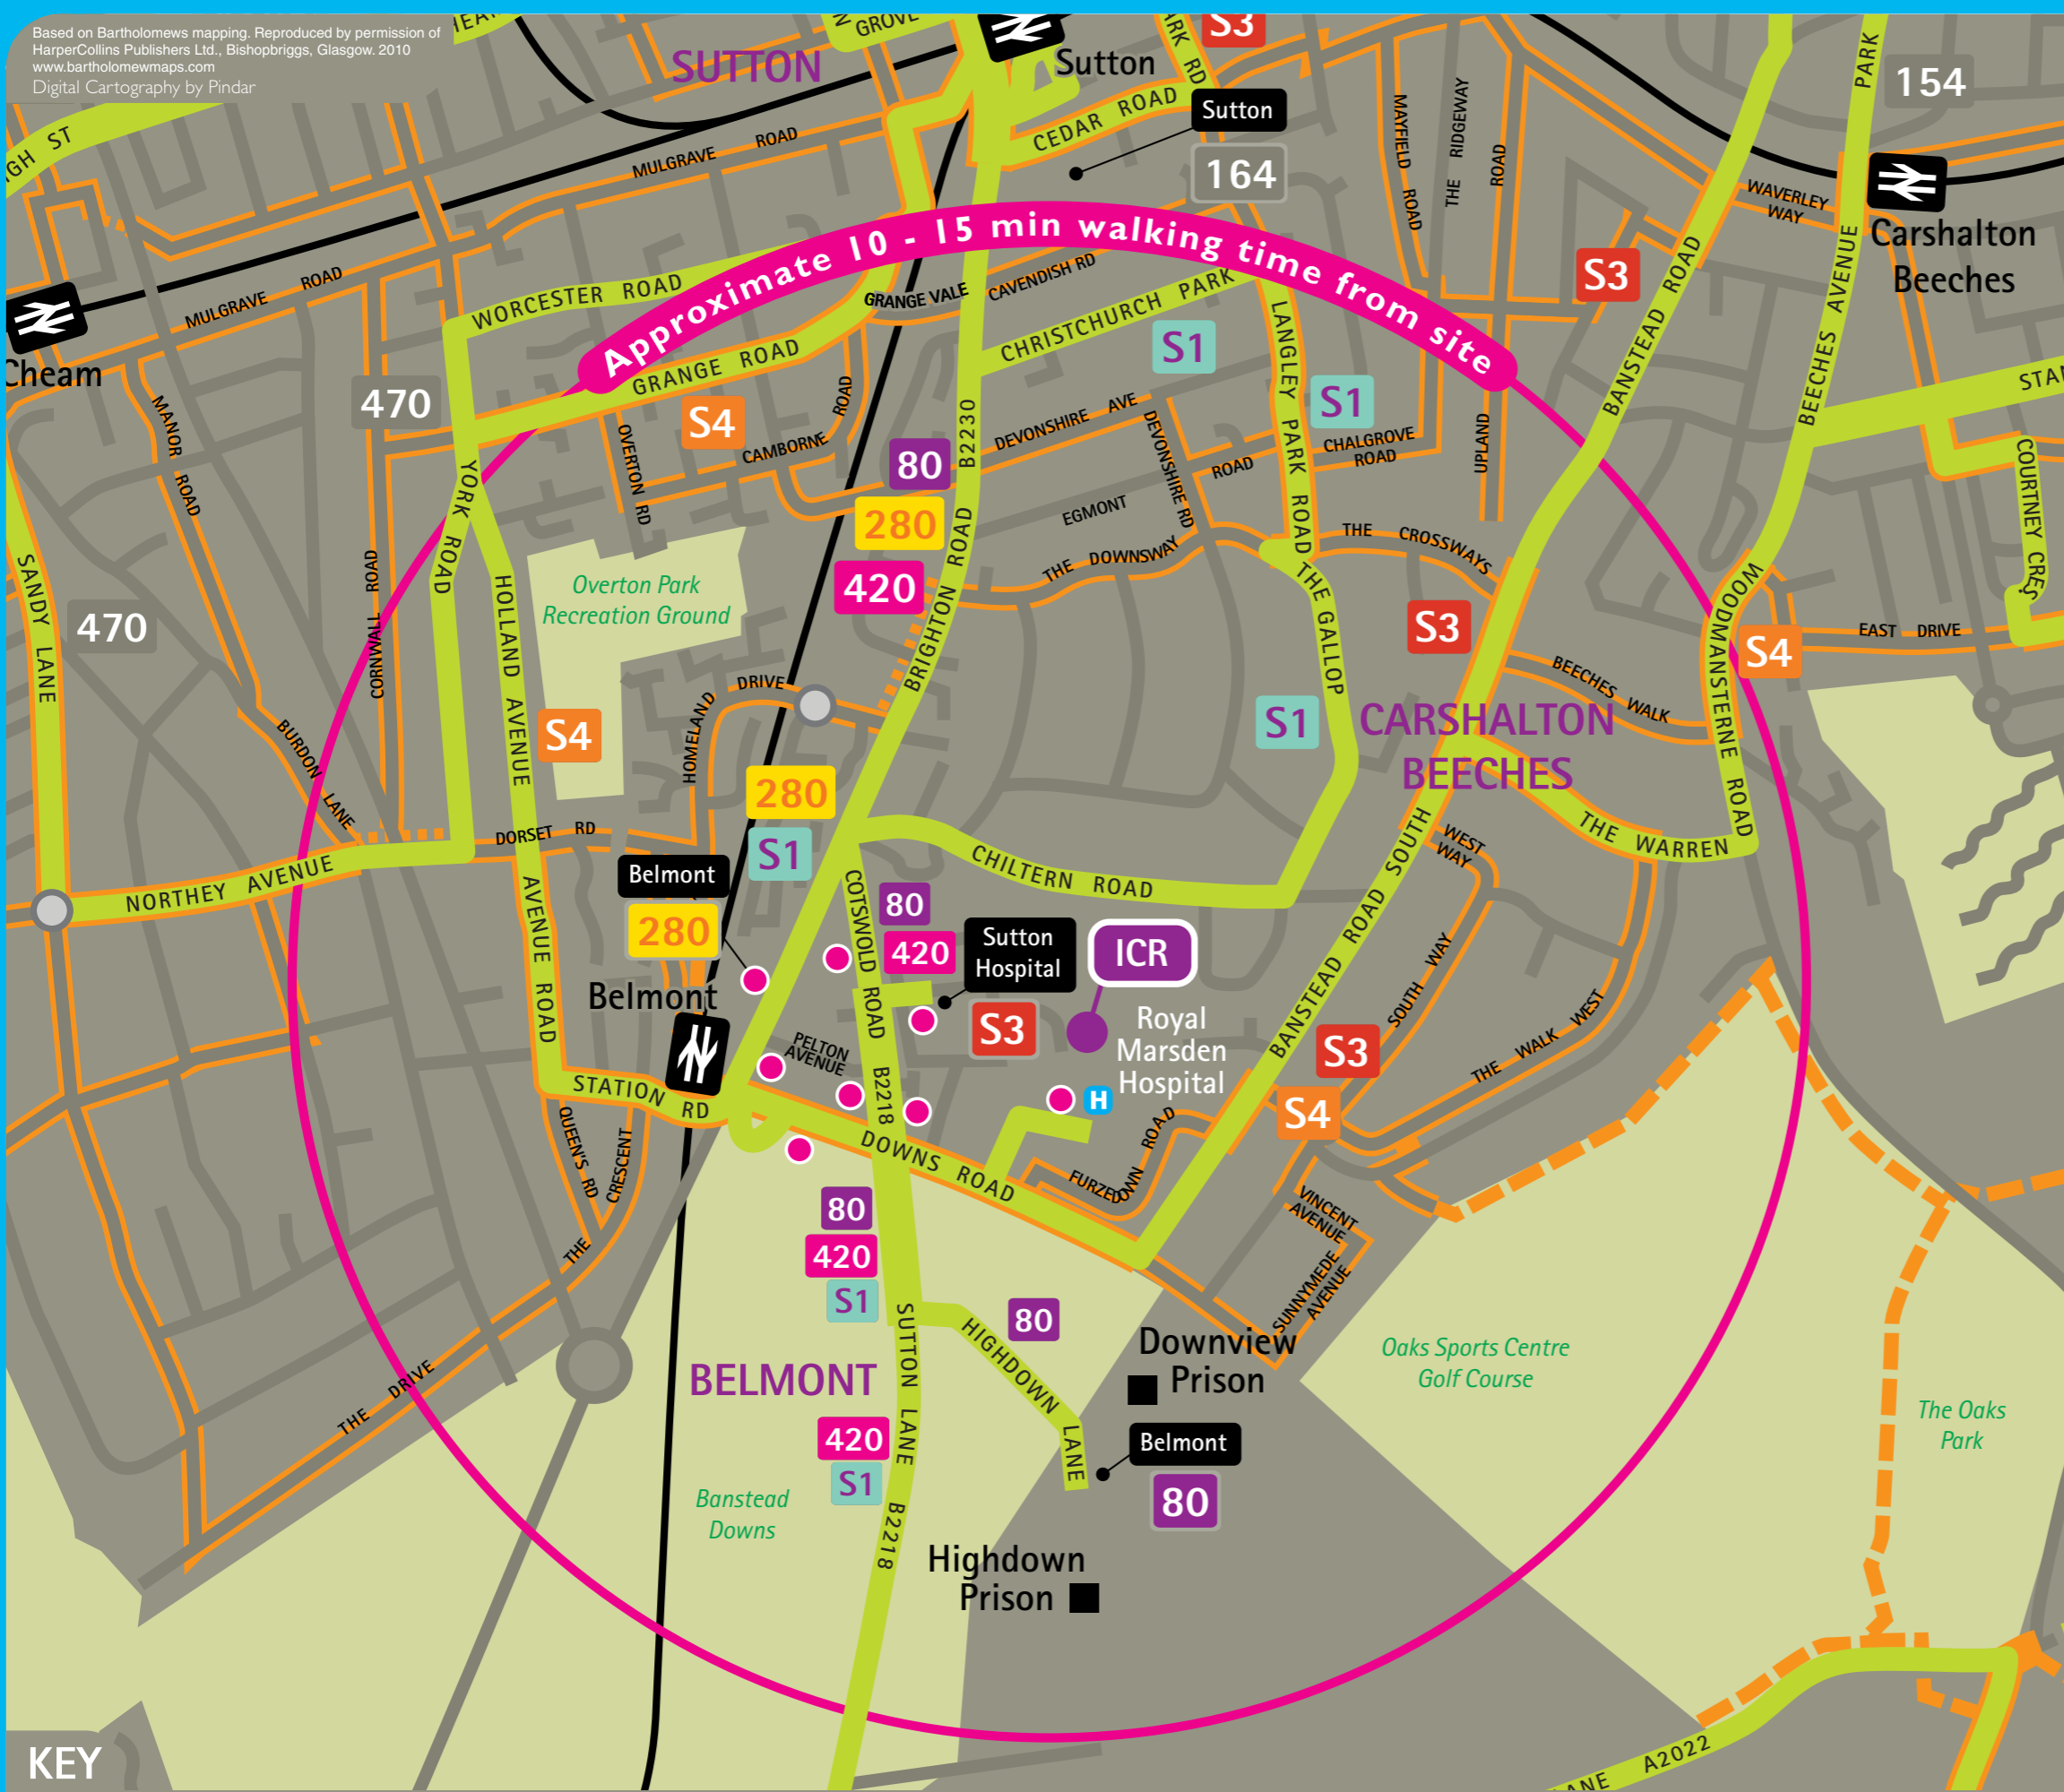 Based on Bartholomews mapping. Reproduced by permission of
HarperCollins Publishers Ltd., Bishopbriggs, Glasgow. 2010
www.bartholomewmaps.com
Digital Cartography by Pindar
GROVE
SUTTON
Sutton
S3
PARK
154
CEDAR ROAD
Sutton
164
MULGRAVE ROAD
MAYFIELD ROAD
THE RIDGEWAY
ROAD
WAVERLEY
WAY
Carshalton
Beeches
Approximate 10 - 15 min walking time from site
MULGRAVE ROAD
WORCESTER ROAD
GRANGE VALE
CAVENDISH RD
CHRISTCHURCH PARK
S1
S3
BANSTEAD ROAD
BEECHES AVENUE
Cheam
470
GRANGE ROAD
S4
ROAD
CAMBORNE
OVERTON RD
MANOR ROAD
B2230
DEVONSHIRE AVE
DEVONSHIRE RD
ROAD
LANGLEY PARK ROAD
S1
CHALGROVE
ROAD
UPLAND
COURTNEY CRES
80
280
420
EGMONT
THE DOWNSWAY
THE CROSSWAYS
YORK ROAD
CORNWALL ROAD
SANDY LANE
470
HOLLAND AVENUE
Overton Park
Recreation Ground
BRIGHTON ROAD
THE GALLOP
S3
S4
WOODMANSTERNE ROAD
EAST DRIVE
BEECHES WALK
S1
CARSHALTON
BEECHES
S4
HOMELAND DRIVE
BURDON LANE
280
S1
DORSET RD
Belmont
280
NORTHEY AVENUE
AVENUE ROAD
CHILTERN ROAD
COTSWOLD ROAD B2218
80
420
Sutton
Hospital
S3
ICR
Royal
Marsden
Hospital
H
BANSTEAD ROAD SOUTH
WEST
WAY
THE WARREN
SOUTH WAY
THE WALK WEST
S3
S4
Belmont
PELTON
AVENUE
STATION RD
QUEEN'S RD
CRESCENT
THE
DOWNS ROAD
FURZEDOWN ROAD
VINCENT
AVENUE
SUNNYMEDE
AVENUE
80
420
S1
SUTTON LANE B2218
HIGHDOWN LANE
80
Downview
Prison
Oaks Sports Centre
Golf Course
The Oaks
Park
THE DRIVE
BELMONT
420
S1
Belmont
80
Banstead
Downs
Highdown
Prison
A2022
KEY